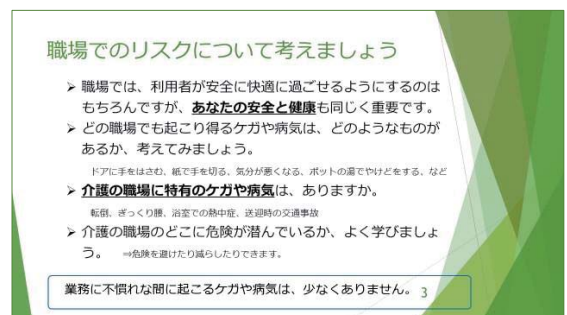 職場でのリスクについて考えましょう
➢ 職場では、利用者が安全に快適に過ごせるようにするのは
もちろんですが、あなたの安全と健康も同じく重要です。
➢ どの職場でも起こり得るケガや病気は、どのようなものが
あるか、考えてみましょう。
ドアに手をはさむ、紙で手を切る、気分が悪くなる、ポットの湯でやけどをする、など
➢ 介護の職場に特有のケガや病気は、ありますか。
転倒、ぎっくり腰、浴室での熱中症、送迎時の交通事故
➢ 介護の職場のどこに危険が潜んでいるか、よく学びましょ
う。 ⇒危険を避けたり減らしたりできます。
業務に不慣れな間に起こるケガや病気は、少なくありません。 3